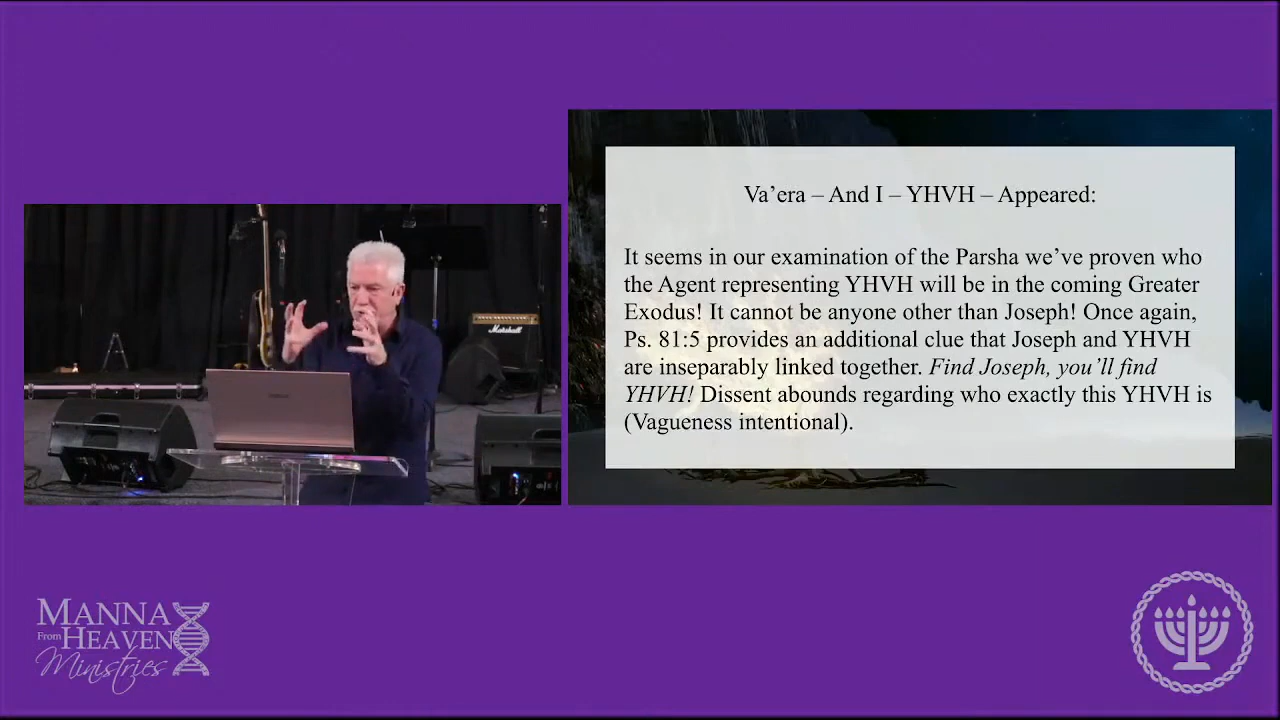 Va’era – And I – YHVH – Appeared:
It seems in our examination of the Parsha we’ve proven who
the Agent representing YHVH will be in the coming Greater
Exodus! It cannot be anyone other than Joseph! Once again,
Ps. 81:5 provides an additional clue that Joseph and YHVH
are inseparably linked together. Find Joseph, you’ll find
YHVH! Dissent abounds regarding who exactly this YHVH is
(Vagueness intentional).
Marshall
MANNA
From HEAVEN
Ministries